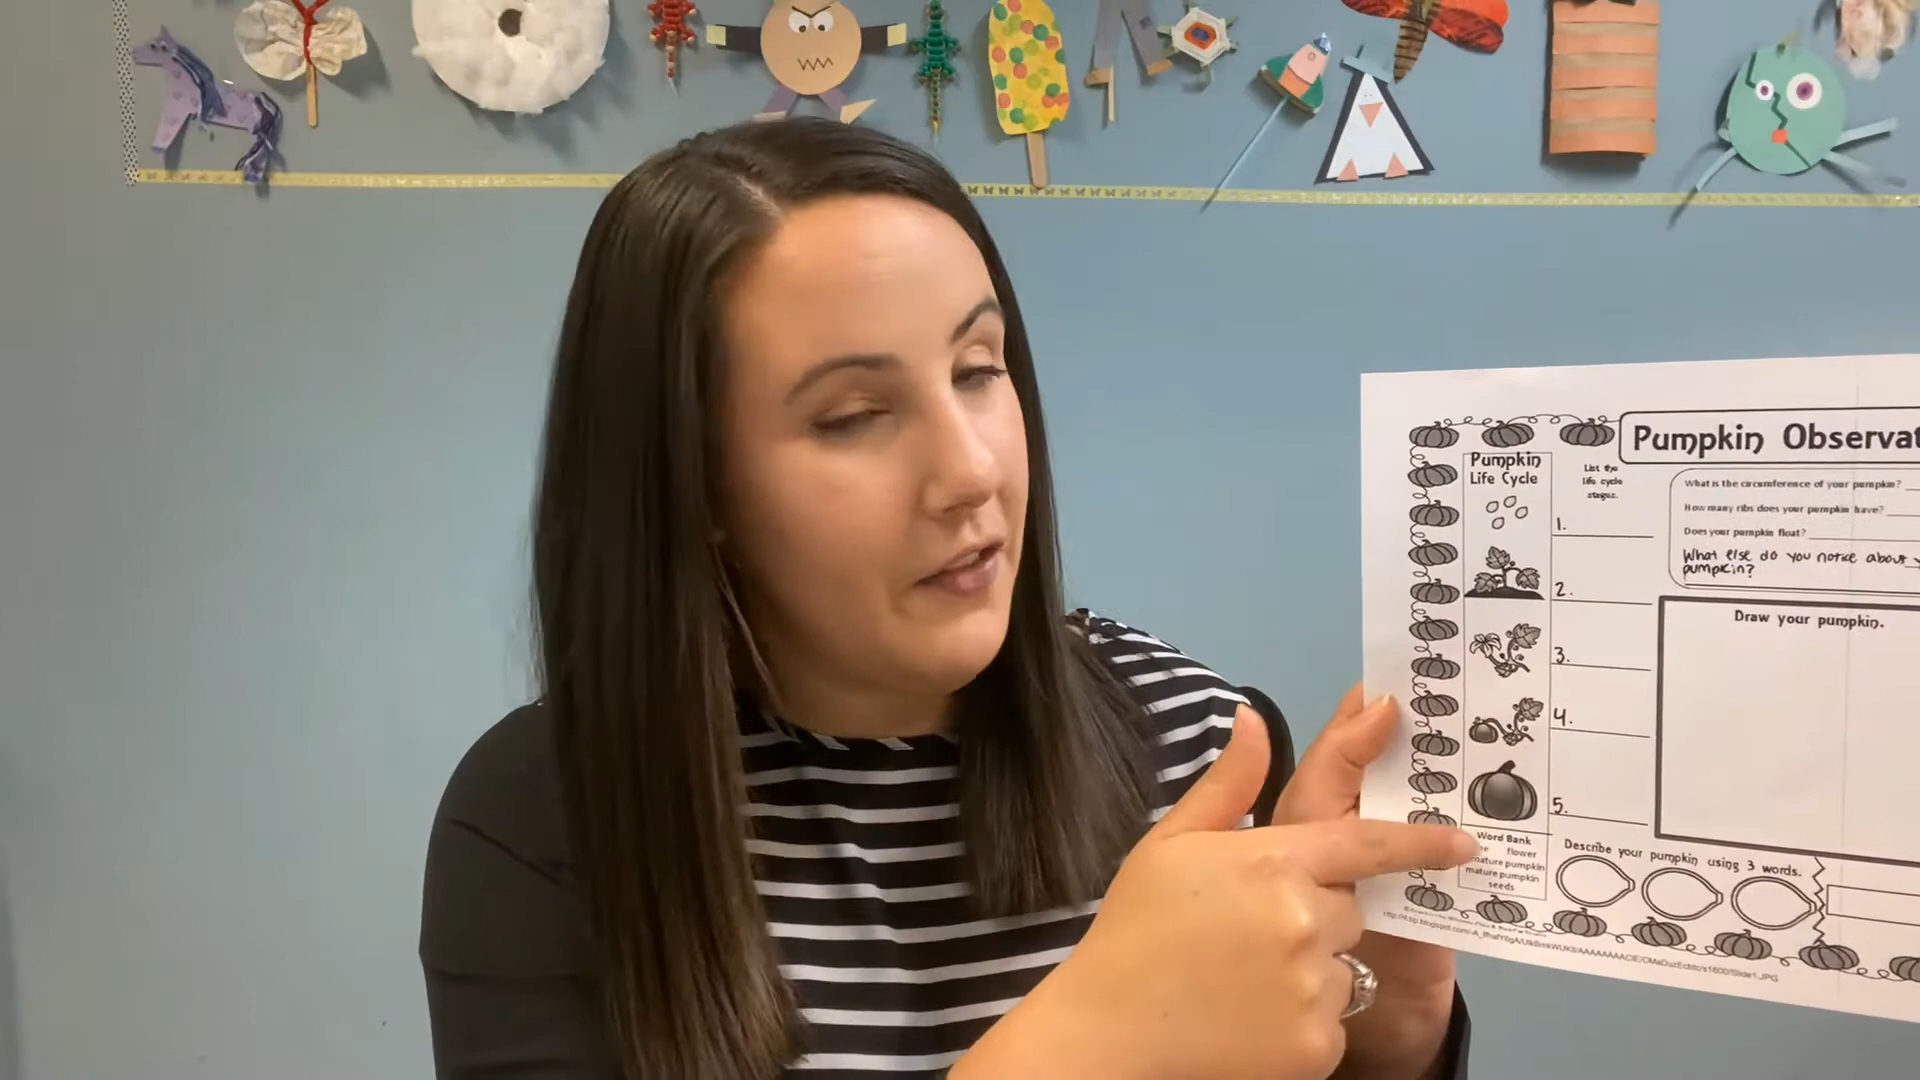 Pumpkin Observat
Pumpkin
Life Cycle
List the
life cycle
stages.
1.
2.
3.
4.
5.
What is the circumference of your pumpkin?
How many ribs does your pumpkin have?
Does your pumpkin float?
What else do you notice about
pumpkin?
Draw your pumpkin.
Word Bank
flower
mature pumpkin
mature pumpkin
seeds
Describe your pumpkin using 3 words.